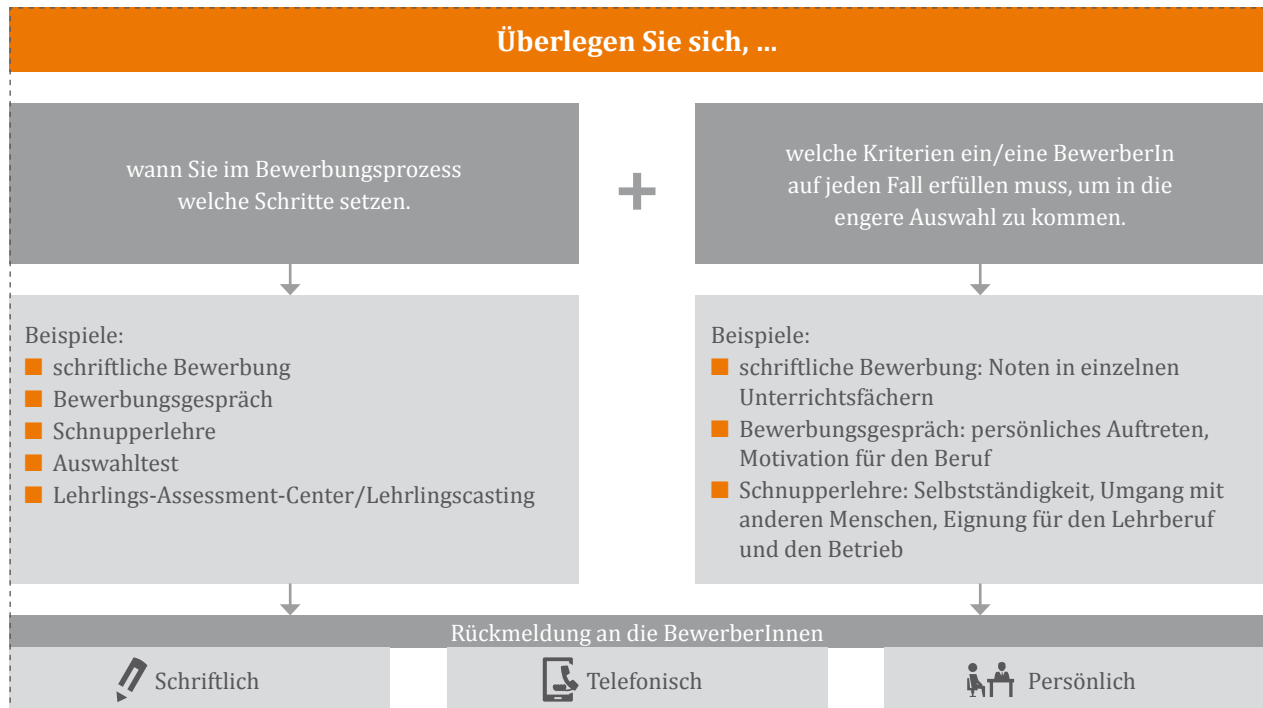 Überlegen Sie sich, ...
wann Sie im Bewerbungsprozess
welche Schritte setzen.
+
welche Kriterien ein/eine BewerberIn
auf jeden Fall erfüllen muss, um in die
engere Auswahl zu kommen.
Beispiele:
schriftliche Bewerbung
Bewerbungsgespräch
Schnupperlehre
Auswahltest
Lehrlings-Assessment-Center/Lehrlingscasting
Beispiele:
schriftliche Bewerbung: Noten in einzelnen
Unterrichtsfächern
Bewerbungsgespräch: persönliches Auftreten,
Motivation für den Beruf
Schnupperlehre: Selbstständigkeit, Umgang mit
anderen Menschen, Eignung für den Lehrberuf
und den Betrieb
Rückmeldung an die BewerberInnen
Schriftlich
Telefonisch
Persönlich